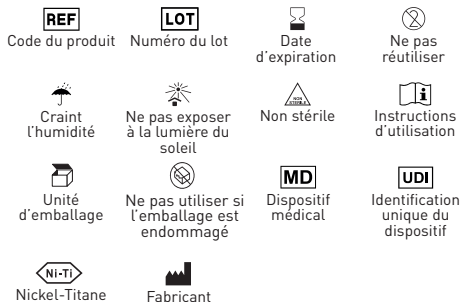 REF
Code du produit
LOT
Numéro du lot
Date
d'expiration
2
Ne pas
réutiliser
Craint
l'humidité
Ne pas exposer
à la lumière du
soleil
NON
STERILE
Non stérile
i
Instructions
d'utilisation
Unité
d'emballage
Ne pas utiliser si
l'emballage est
endommagé
MD
Dispositif
médical
UDI
Identification
unique du
dispositif
Ni-Ti
Nickel-Titane
Fabricant